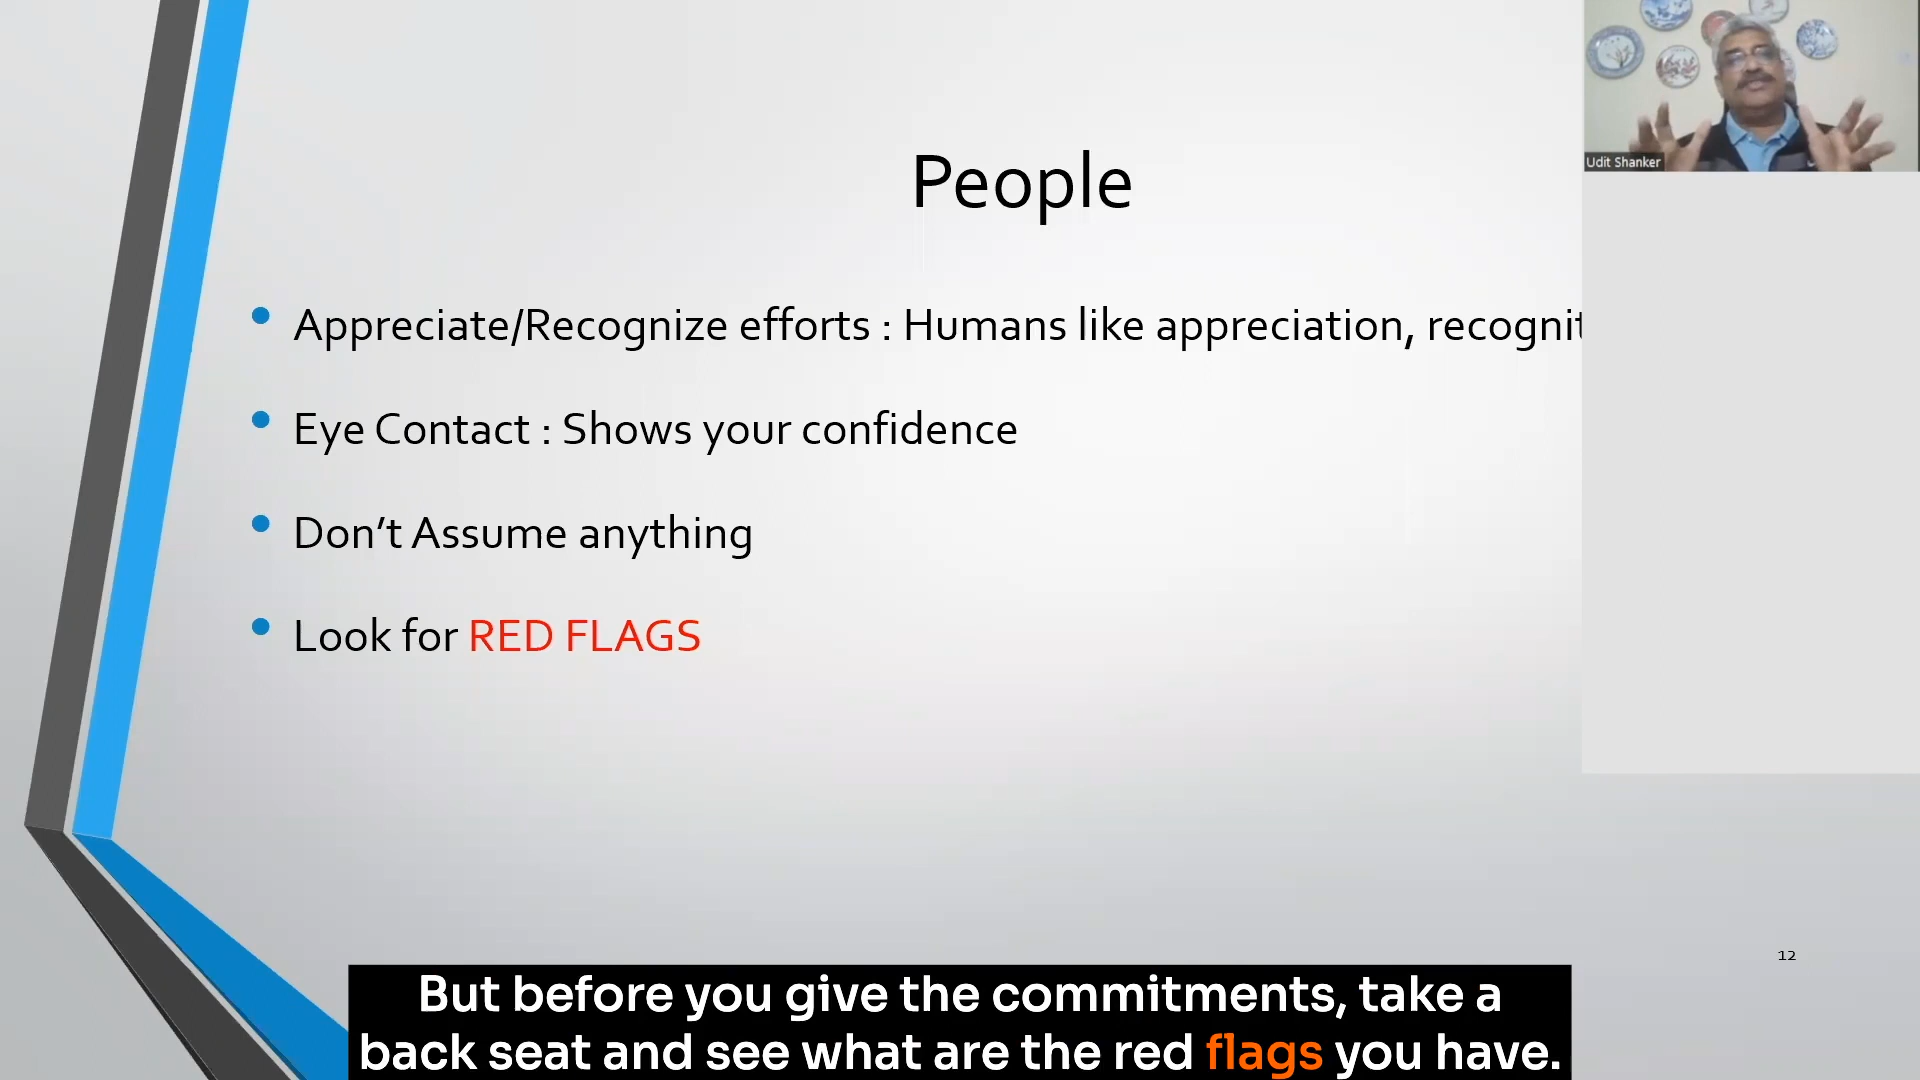 Udit Shanker
People
Appreciate/Recognize efforts : Humans like appreciation,
Eye Contact : Shows your confidence
Don’t Assume anything
Look for RED FLAGS
12
But before you give the commitments, take a
back seat and see what are the red flags you have.